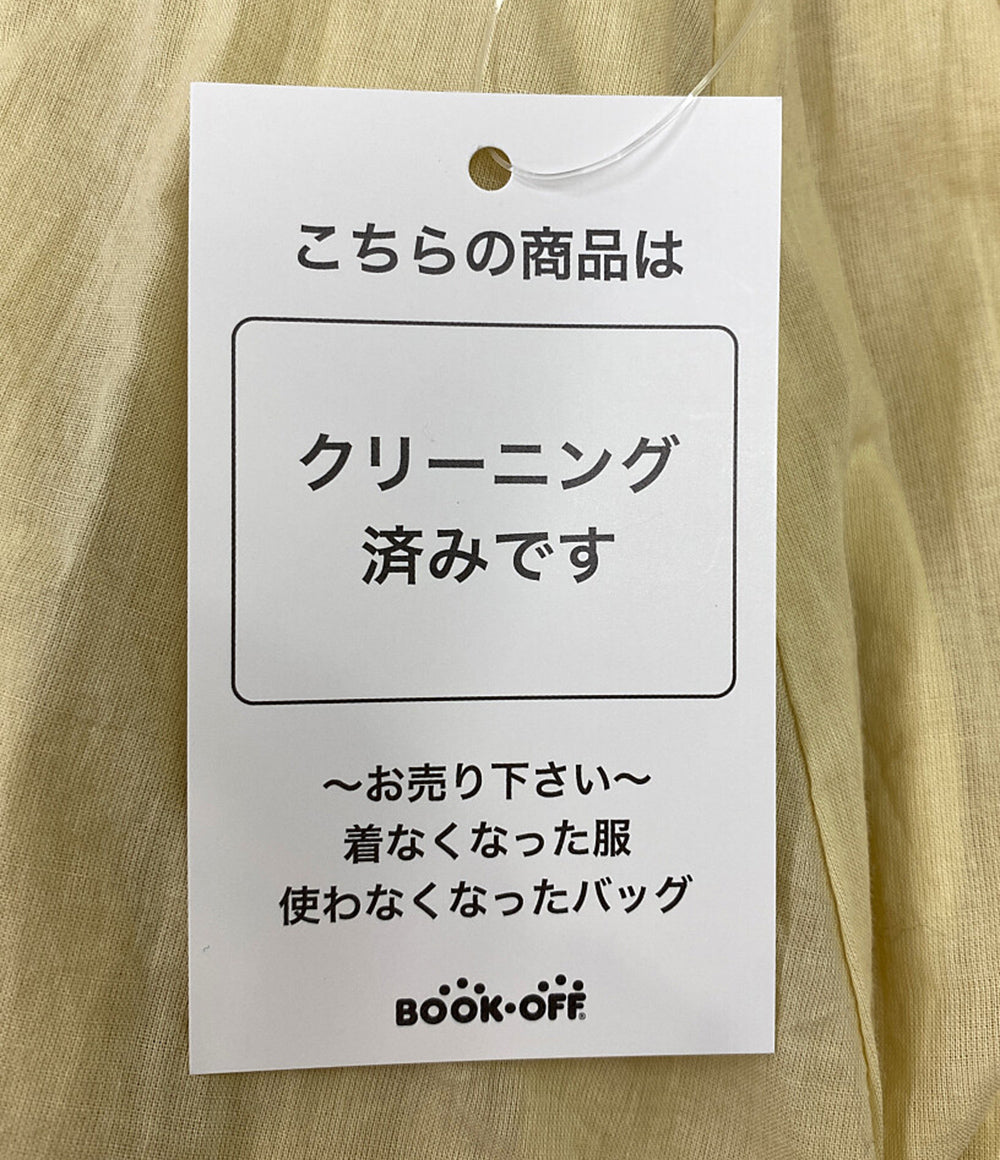 こちらの商品は
クリーニング
済みです
〜お売り下さい〜
着なくなった服
使わなくなったバッグ
BOOK・OFF®